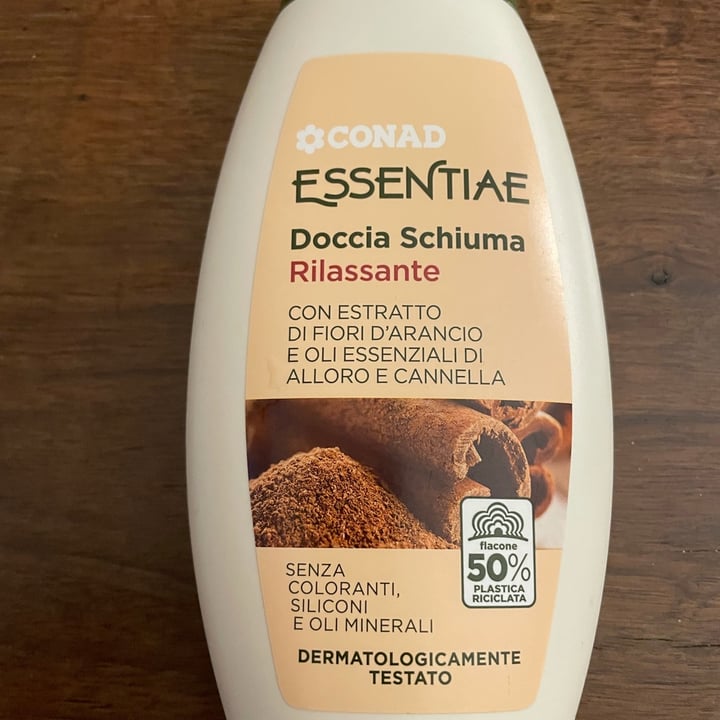 CONAD
ESSENTIAE
Doccia Schiuma
Rilassante
CON ESTRATTO
DI FIORI D'ARANCIO
E OLI ESSENZIALI DI
ALLORO E CANNELLA
flacone
50%
PLASTICA
RICICLATA
SENZA
COLORANTI,
SILICONI
E OLI MINERALI
DERMATOLOGICAMENTE
TESTATO